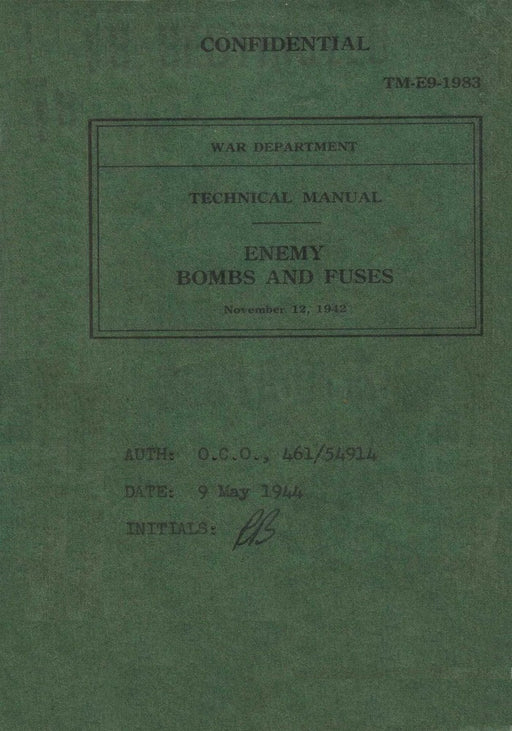 CONFIDENTIAL
TM-E9-1983
WAR DEPARTMENT
TECHNICAL MANUAL
ENEMY
BOMBS AND FUSES
November 12, 1942
AUTH: O.C.O., 461/54914
DATE: 9 May 1944
INITIALS: RB